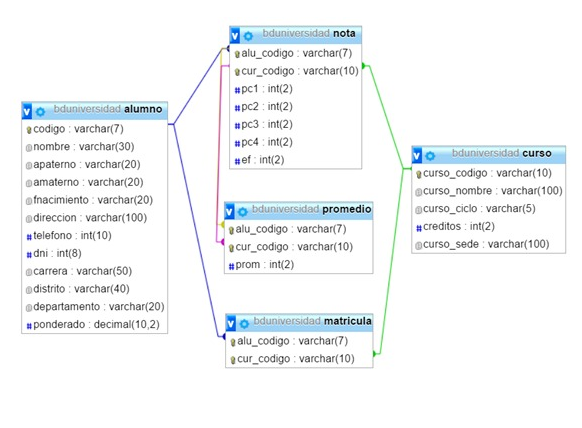 bduniversidad nota
alu_codigo : varchar(7)
cur_codigo : varchar(10)
pc1 : int(2)
pc2 : int(2)
pc3 : int(2)
pc4 : int(2)
ef : int(2)
bduniversidad alumno
codigo : varchar(7)
nombre : varchar(30)
apaterno : varchar(20)
amaterno : varchar(20)
fnacimiento : varchar(20)
direccion : varchar(100)
telefono : int(10)
dni : int(8)
carrera : varchar(50)
distrito : varchar(40)
departamento : varchar(20)
ponderado : decimal(10,2)
bduniversidad promedio
alu_codigo : varchar(7)
cur_codigo : varchar(10)
prom : int(2)
bduniversidad matricula
alu_codigo : varchar(7)
cur_codigo : varchar(10)
bduniversidad curso
curso_codigo : varchar(10)
curso_nombre : varchar(100)
curso_ciclo : varchar(5)
creditos : int(2)
curso_sede : varchar(100)